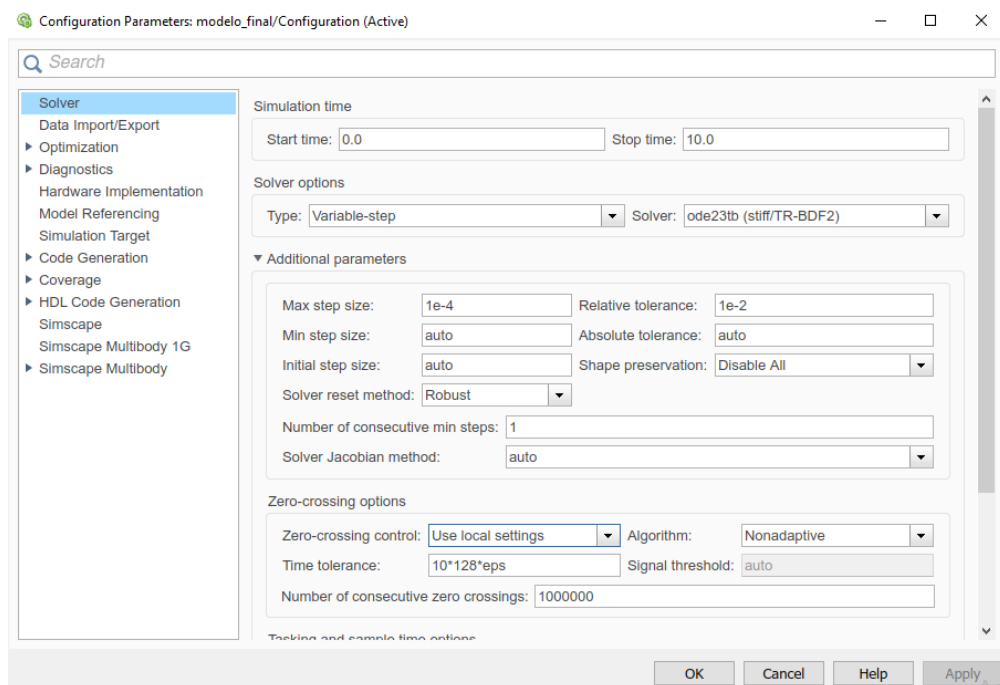 Configuration Parameters: modelo_final/Configuration (Active)
Search
Solver
Data Import/Export
Optimization
Diagnostics
Hardware Implementation
Model Referencing
Simulation Target
Code Generation
Coverage
HDL Code Generation
Simscape
Simscape Multibody 1G
Simscape Multibody
Simulation time
Start time: 0.0 Stop time: 10.0
Solver options
Type: Variable-step Solver: ode23tb (stiff/TR-BDF2)
Additional parameters
Max step size: 1e-4 Relative tolerance: 1e-2
Min step size: auto Absolute tolerance: auto
Initial step size: auto Shape preservation: Disable All
Solver reset method: Robust
Number of consecutive min steps: 1
Solver Jacobian method: auto
Zero-crossing options
Zero-crossing control: Use local settings Algorithm: Nonadaptive
Time tolerance: 10*128*eps Signal threshold: auto
Number of consecutive zero crossings: 1000000
Tasking and sample time options
OK Cancel Help Apply